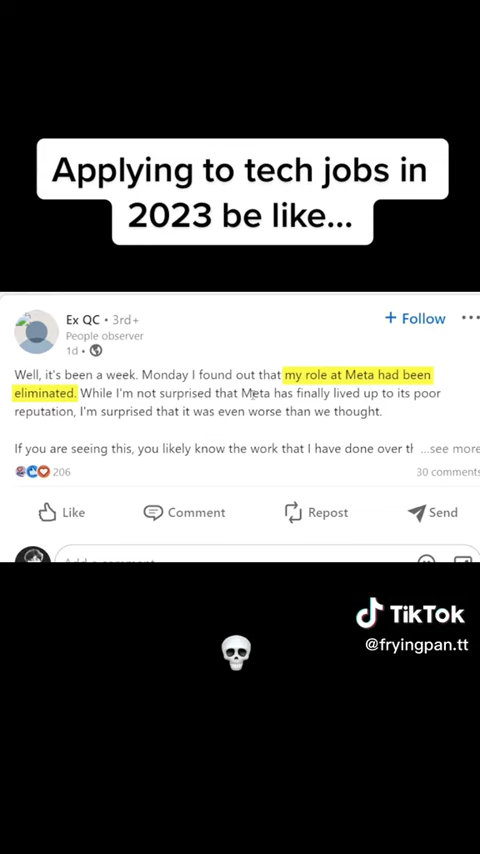 Applying to tech jobs in
2023 be like...
Ex QC • 3rd+
+ Follow
People observer
1d •
Well, it's been a week. Monday I found out that my role at Meta had been
eliminated. While I'm not surprised that Meta has finally lived up to its poor
reputation, I'm surprised that it was even worse than we thought.
If you are seeing this, you likely know the work that I have done over th ...see more
206
30 comments
Like
Comment
Repost
Send
Add a comment
TikTok
@fryingpan.tt